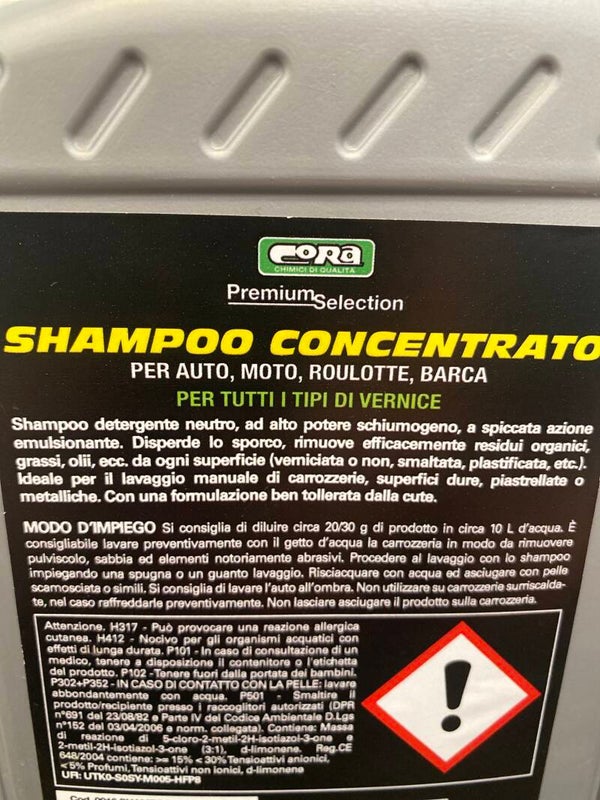 CORA
CHIMICI DI QUALITÀ
Premium Selection
SHAMPOO CONCENTRATO
PER AUTO, MOTO, ROULOTTE, BARCA
PER TUTTI I TIPI DI VERNICE
Shampoo detergente neutro, ad alto potere schiumogeno, a spiccata azione
emulsionante. Disperde lo sporco, rimuove efficacemente residui organici,
grassi, olii, ecc. da ogni superficie (verniciata o non, smaltata, plastificata, etc.).
Ideale per il lavaggio manuale di carrozzerie, superfici dure, piastrellate o
metalliche. Con una formulazione ben tollerata dalla cute.
MODO D'IMPIEGO Si consiglia di diluire circa 20/30 g di prodotto in circa 10 L d'acqua. È
consigliabile lavare preventivamente con il getto d'acqua la carrozzeria in modo da rimuovere
pulviscolo, sabbia ed elementi notoriamente abrasivi. Procedere al lavaggio con lo shampoo
impiegando una spugna o un guanto lavaggio. Risciacquare con acqua ed asciugare con pelle
scamosciata o simili. Si consiglia di lavare l'auto all'ombra. Non utilizzare su carrozzerie surriscalda-
te, nel caso raffreddarle preventivamente. Non lasciare asciugare il prodotto sulla carrozzeria.
Attenzione. H317 - Può provocare una reazione allergica
cutanea. H412 - Nocivo per gli organismi acquatici con
effetti di lunga durata. P101 - In caso di consultazione di un
medico, tenere a disposizione il contenitore o l'etichetta
del prodotto. P102 -Tenere fuori dalla portata dei bambini.
P302+P352 - IN CASO DI CONTATTO CON LA PELLE: lavare
abbondantemente con acqua. P501 - Smaltire il
prodotto/recipiente presso i raccoglitori autorizzati (DPR
n°691 del 23/08/82 e Parte IV del Codice Ambientale D.Lgs
n°152 del 03/04/2006 e norm. collegata). Contiene: Massa
di reazione di 5-cloro-2-metil-2H-isotiazol-3-one e
2-metil-2H-isotiazol-3-one (3:1), d-limonene. Reg.CE
648/2004 contiene: >= 15% < 30% Tensioattivi anionici,
< 5% Profumi, Tensioattivi non ionici, d-limonene
UFI: UTK0-S0SY-M005-HFP8